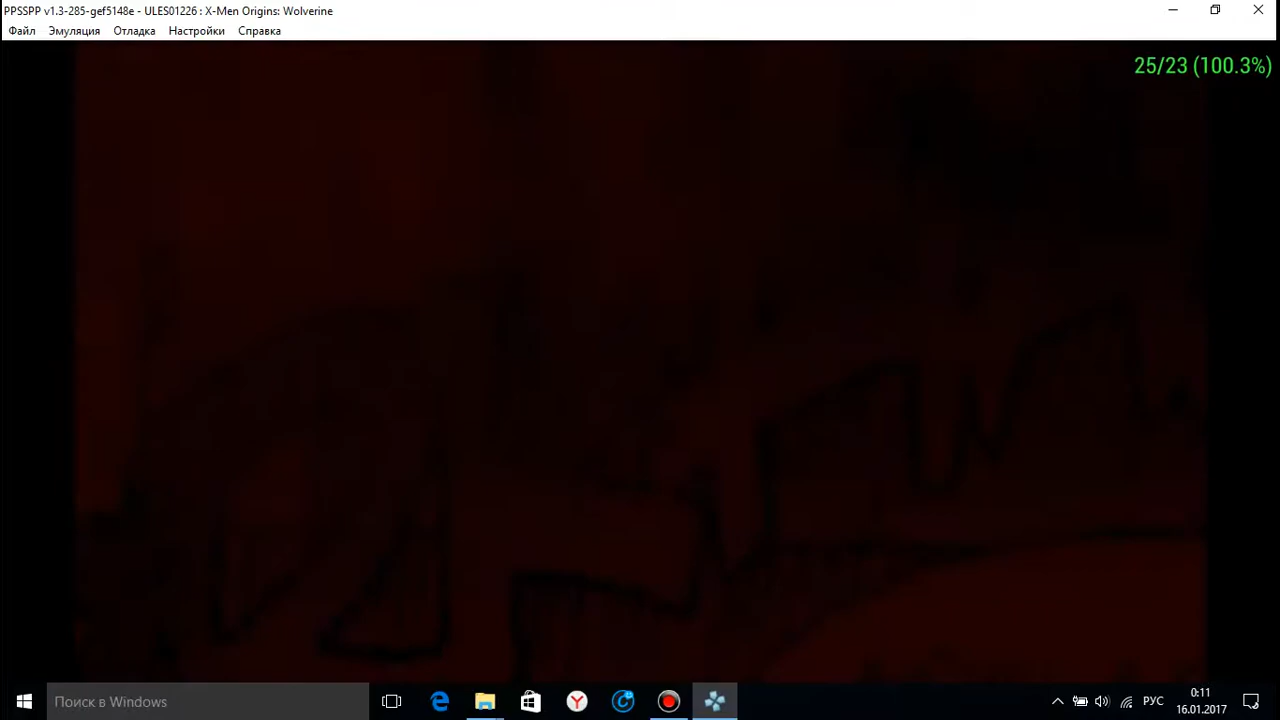 PPSSPP v1.3-285-gef5148e - ULES01226 : X-Men Origins: Wolverine
Файл Эмуляция Отладка Настройки Справка
25/23 (100.3%)
Поиск в Windows
РУС
0:11
16.01.2017